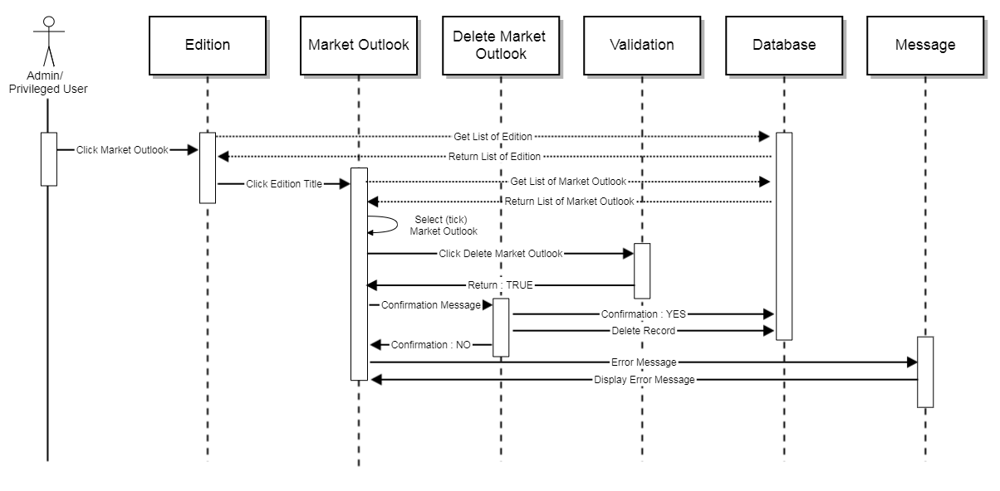 Admin/
Privileged User
Edition
Market Outlook
Delete Market
Outlook
Validation
Database
Message
Get List of Edition
Click Market Outlook
Return List of Edition
Click Edition Title
Get List of Market Outlook
Return List of Market Outlook
Select (tick)
Market Outlook
Click Delete Market Outlook
Return : TRUE
Confirmation Message
Confirmation : YES
Delete Record
Confirmation : NO
Error Message
Display Error Message